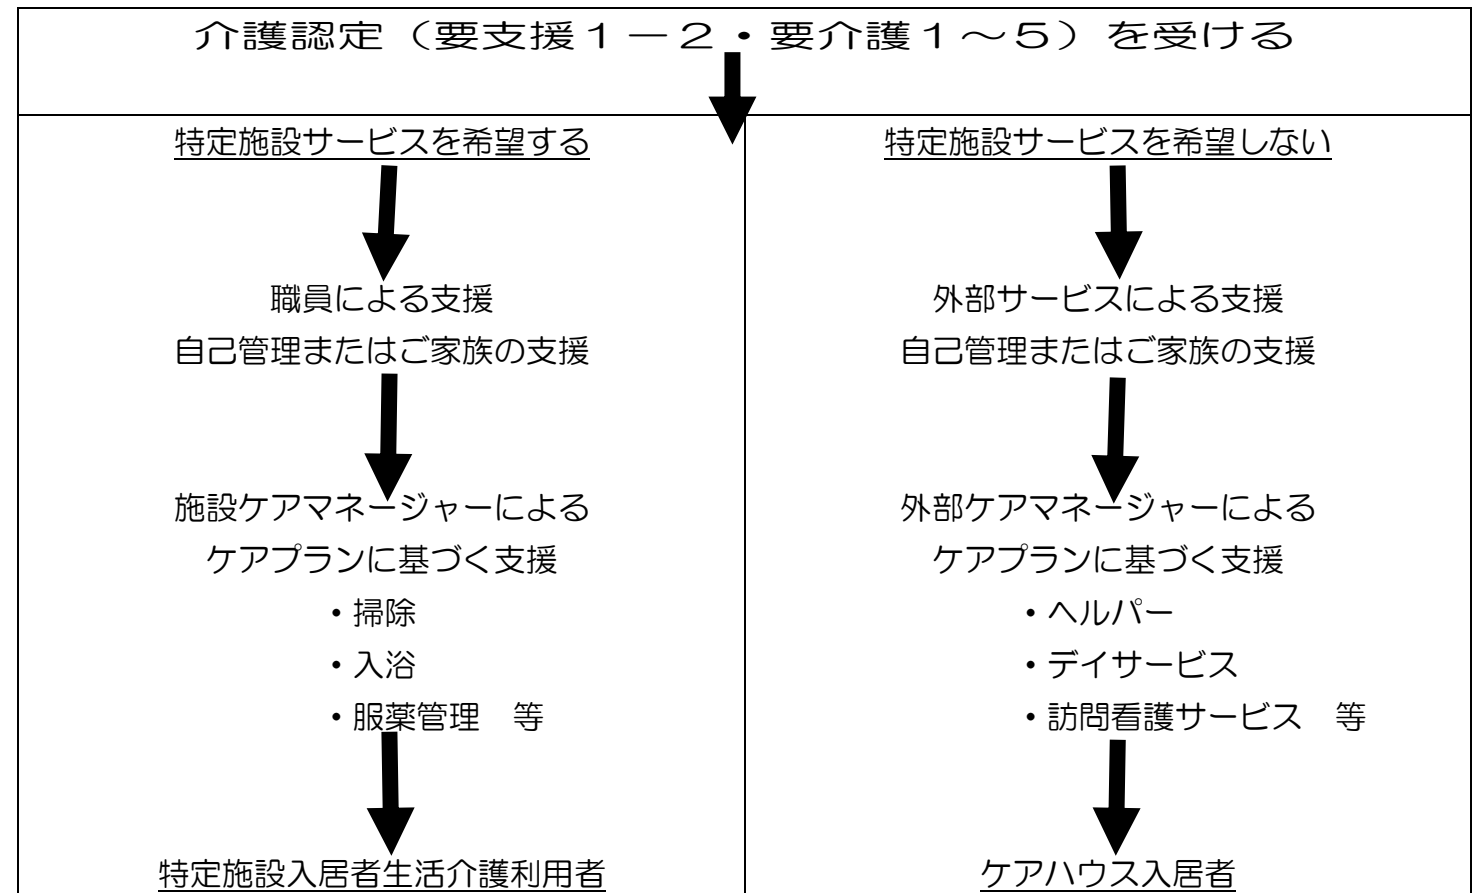 介護認定（要支援１－２・要介護１～５）を受ける
特定施設サービスを希望する
職員による支援
自己管理またはご家族の支援
施設ケアマネージャーによる
ケアプランに基づく支援
・掃除
・入浴
・服薬管理　等
特定施設入居者生活介護利用者
特定施設サービスを希望しない
外部サービスによる支援
自己管理またはご家族の支援
外部ケアマネージャーによる
ケアプランに基づく支援
・ヘルパー
・デイサービス
・訪問看護サービス　等
ケアハウス入居者